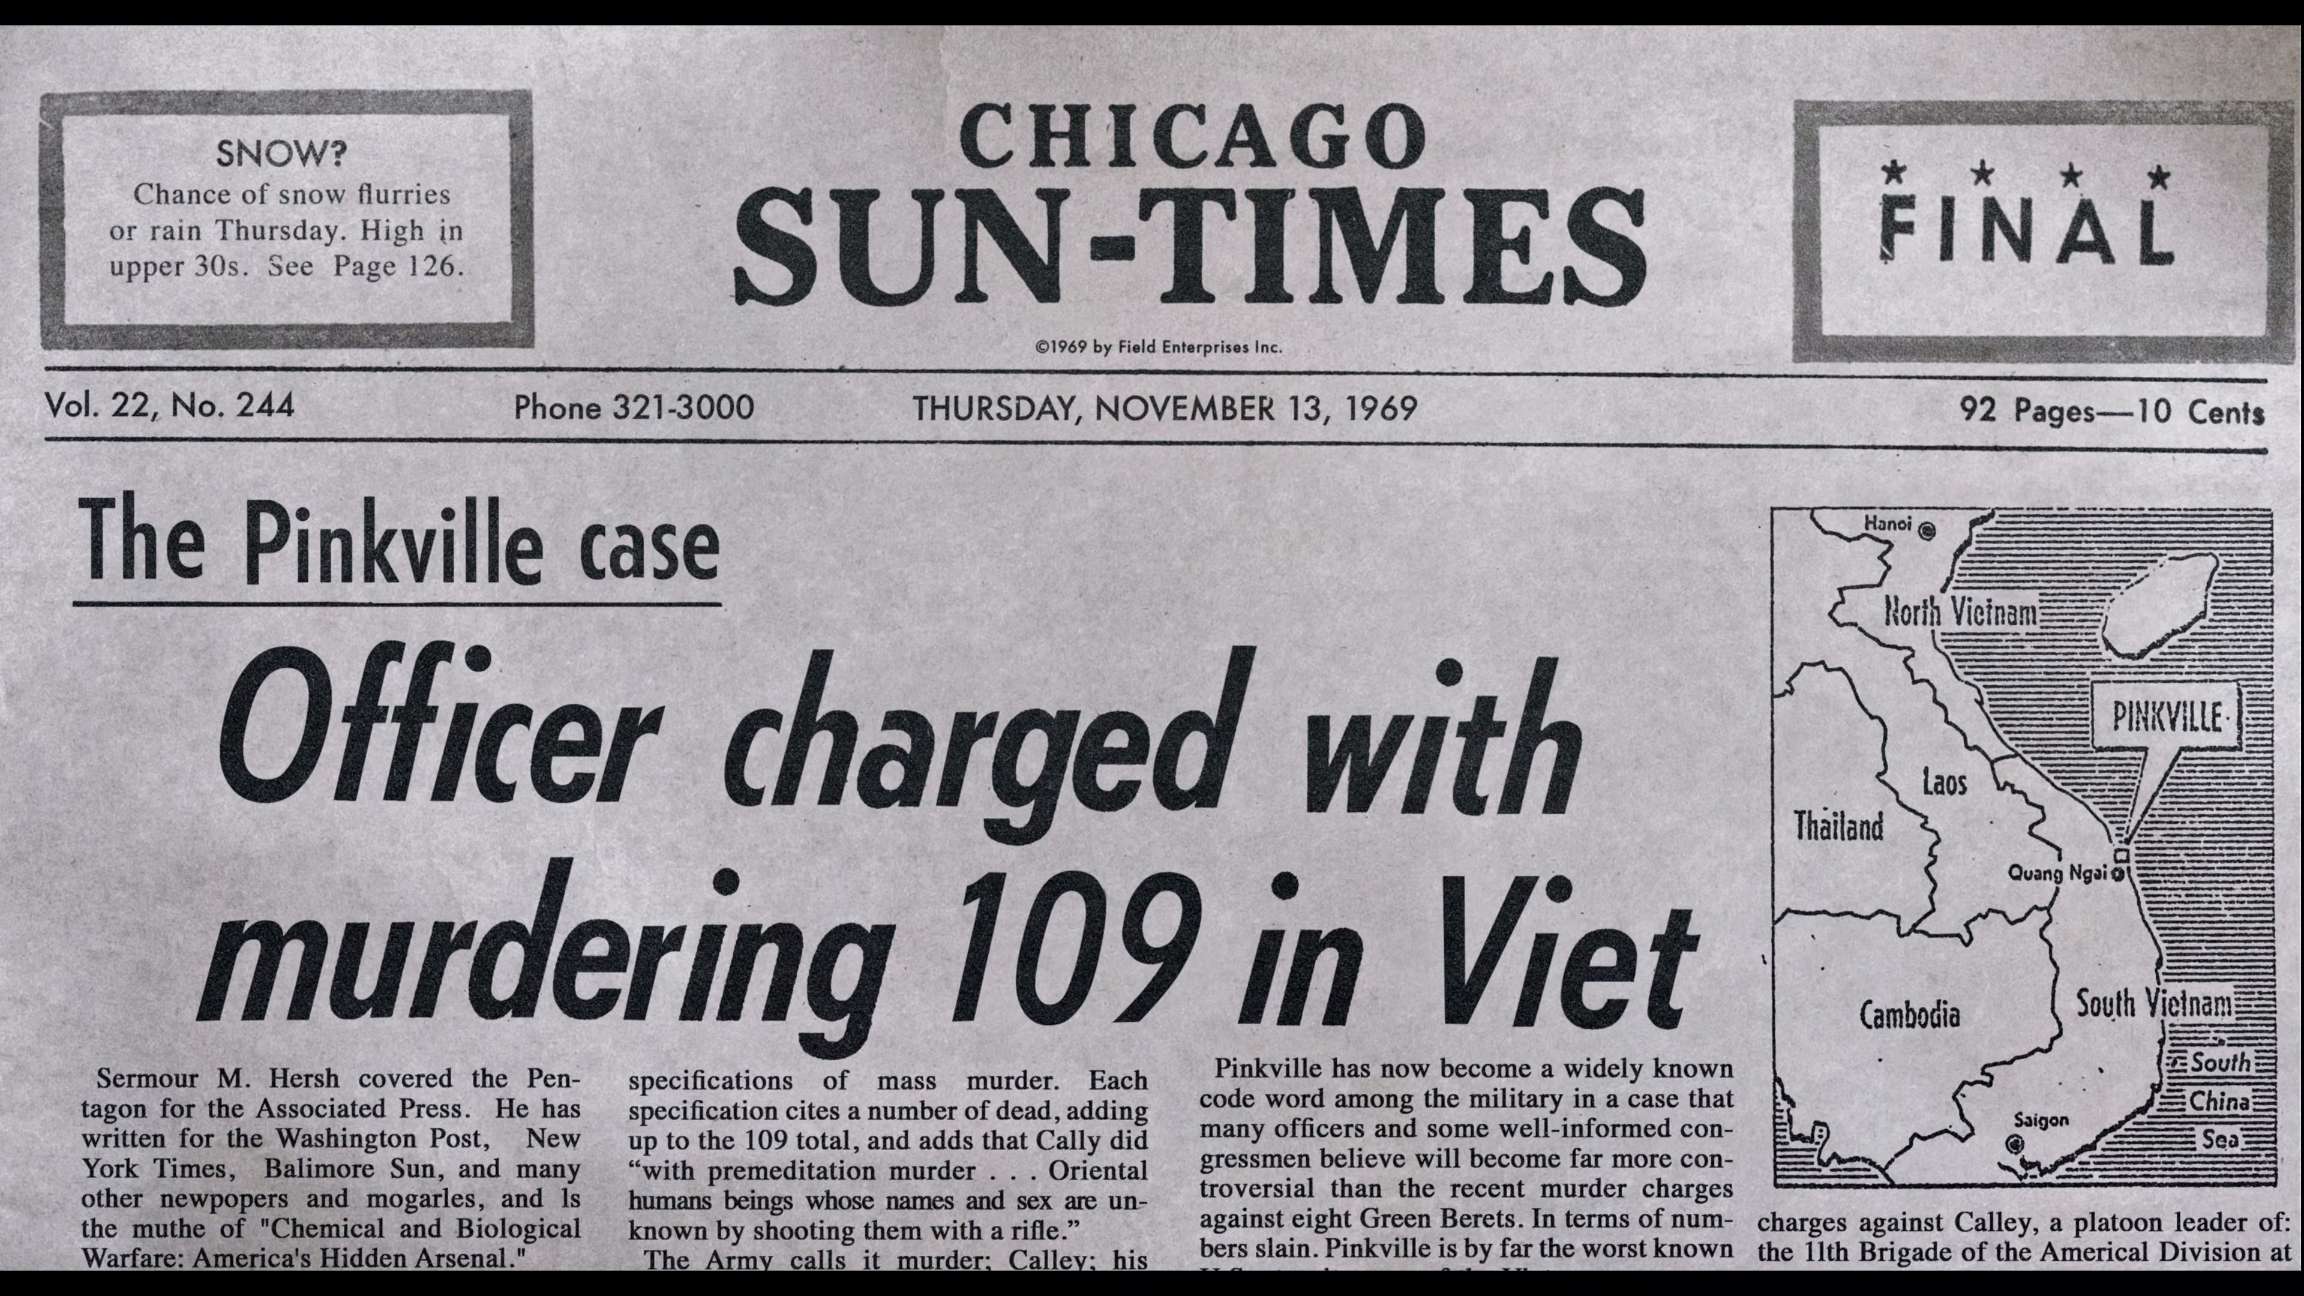 SNOW?
Chance of snow flurries
or rain Thursday. High in
upper 30s. See Page 126.
CHICAGO
SUN-TIMES
©1969 by Field Enterprises Inc.
★ ★ ★ ★
FINAL
Vol. 22, No. 244
Phone 321-3000
THURSDAY, NOVEMBER 13, 1969
92 Pages—10 Cents
The Pinkville case
Officer charged with
murdering 109 in Viet
Sermour M. Hersh covered the Pen-
tagon for the Associated Press. He has
written for the Washington Post, New
York Times, Balimore Sun, and many
other newpopers and mogarles, and ls
the muthe of "Chemical and Biological
Warfare: America's Hidden Arsenal."
specifications of mass murder. Each
specification cites a number of dead, adding
up to the 109 total, and adds that Cally did
“with premeditation murder . . . Oriental
humans beings whose names and sex are un-
known by shooting them with a rifle.”
The Army calls it murder; Calley; his
Pinkville has now become a widely known
code word among the military in a case that
many officers and some well-informed con-
gressmen believe will become far more con-
troversial than the recent murder charges
against eight Green Berets. In terms of num-
bers slain. Pinkville is by far the worst known
Hanoi
North Vietnam
PINKVILLE
Laos
Thailand
Quang Ngai
Cambodia
South Vietnam
South
China
Sea
Saigon
charges against Calley, a platoon leader of:
the 11th Brigade of the Americal Division at